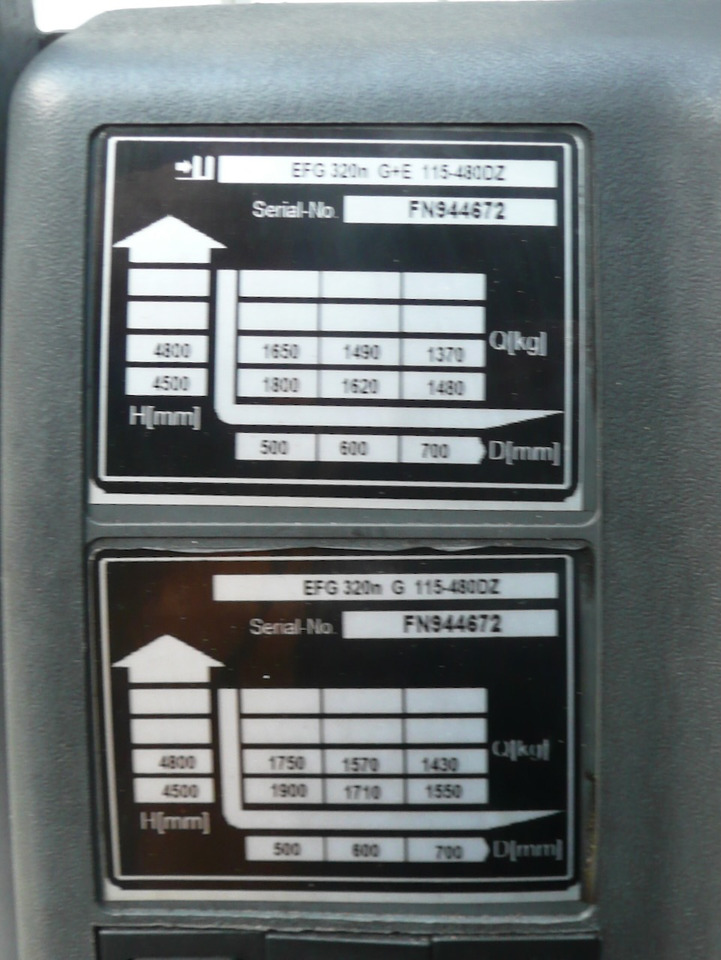 EFG 320n G+E 115-480DZ
Serial-No. FN944672
4800 1650 1490 1370 Q[kg]
4500 1800 1620 1480
H[mm]
500 600 700 D[mm]
EFG 320n G 115-480DZ
Serial-No. FN944672
Q[kg]
4800 1750 1570 1430
4500 1900 1710 1550
H[mm]
500 600 700 D[mm]